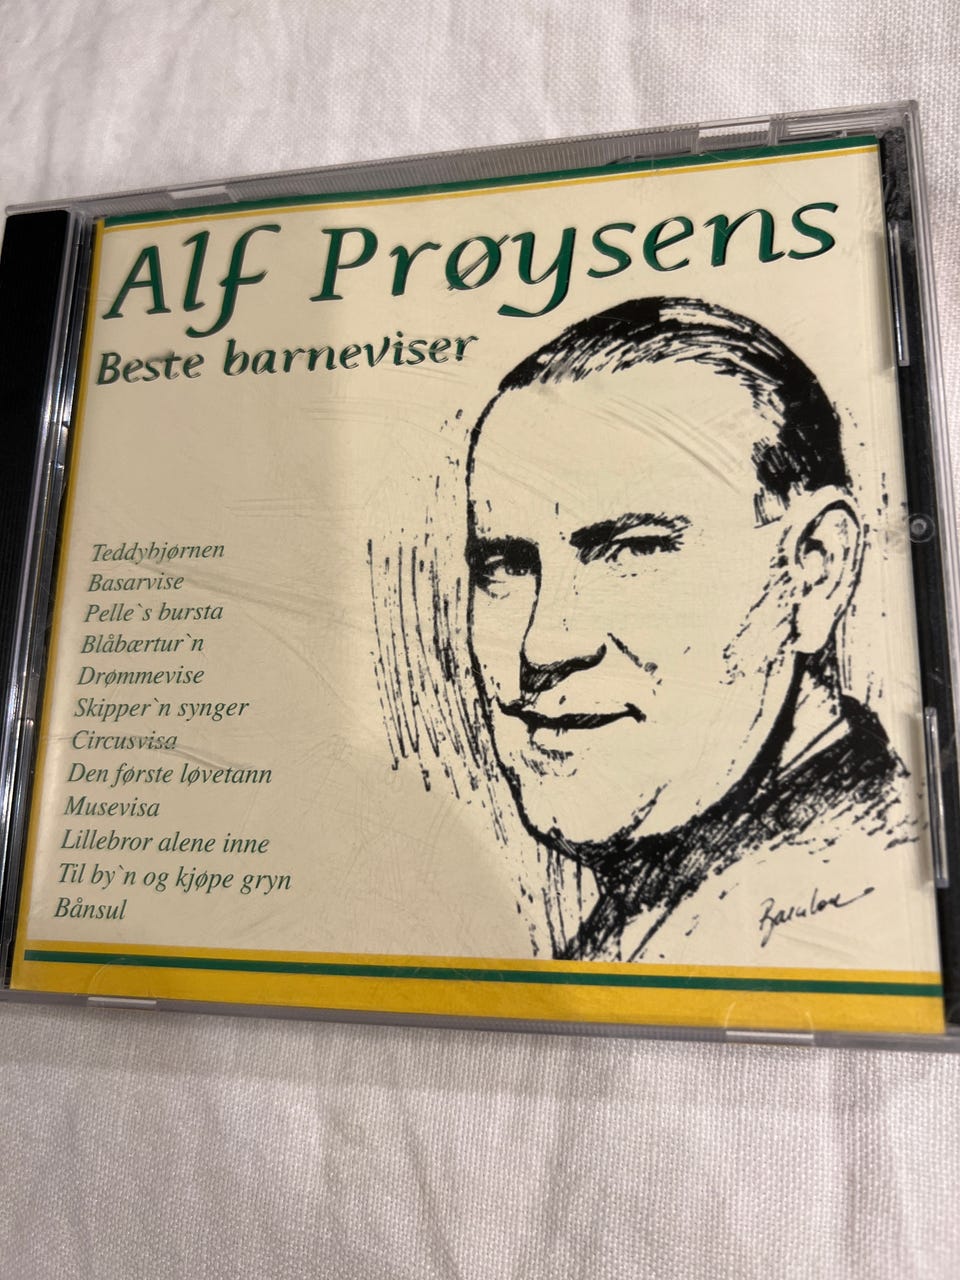 Alf Prøysens
Beste barneviser
Teddybjørnen
Basarvise
Pelle`s bursta
Blåbærtur`n
Drømmevise
Skipper`n synger
Circusvisa
Den første løvetann
Musevisa
Lillebror alene inne
Til by`n og kjøpe gryn
Bånsul